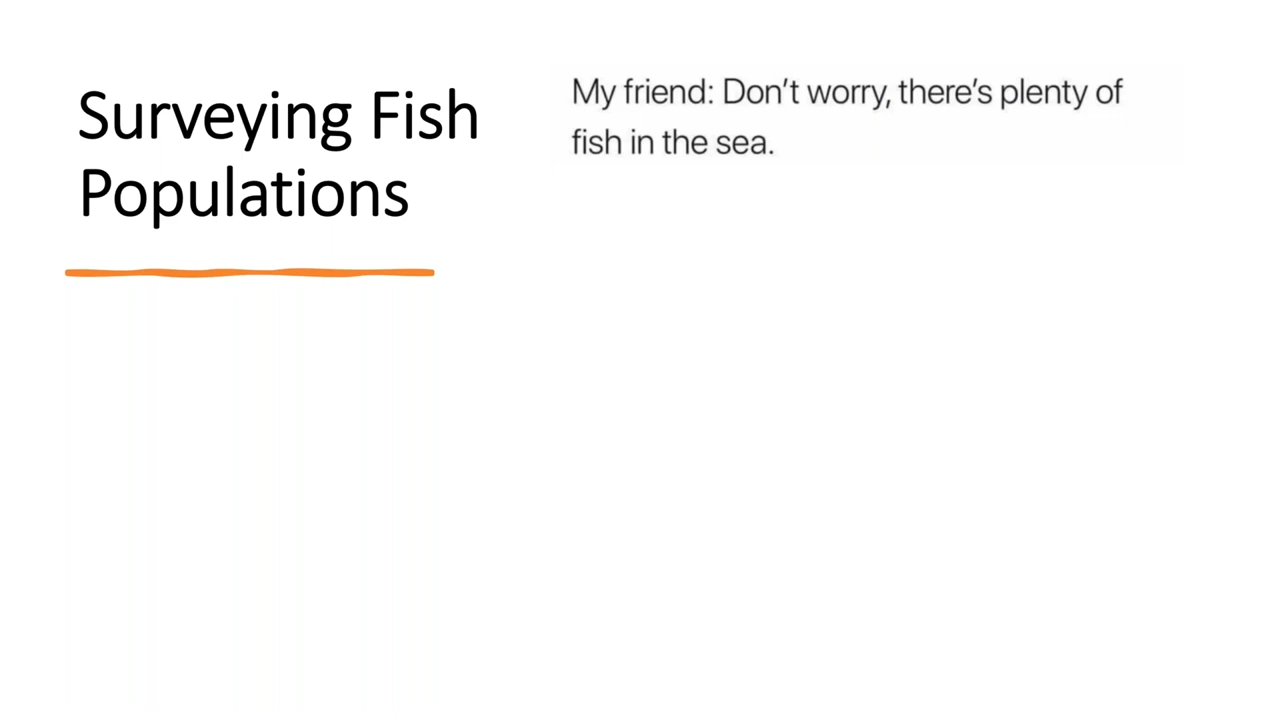 Surveying Fish
Populations
My friend: Don't worry, there's plenty of
fish in the sea.